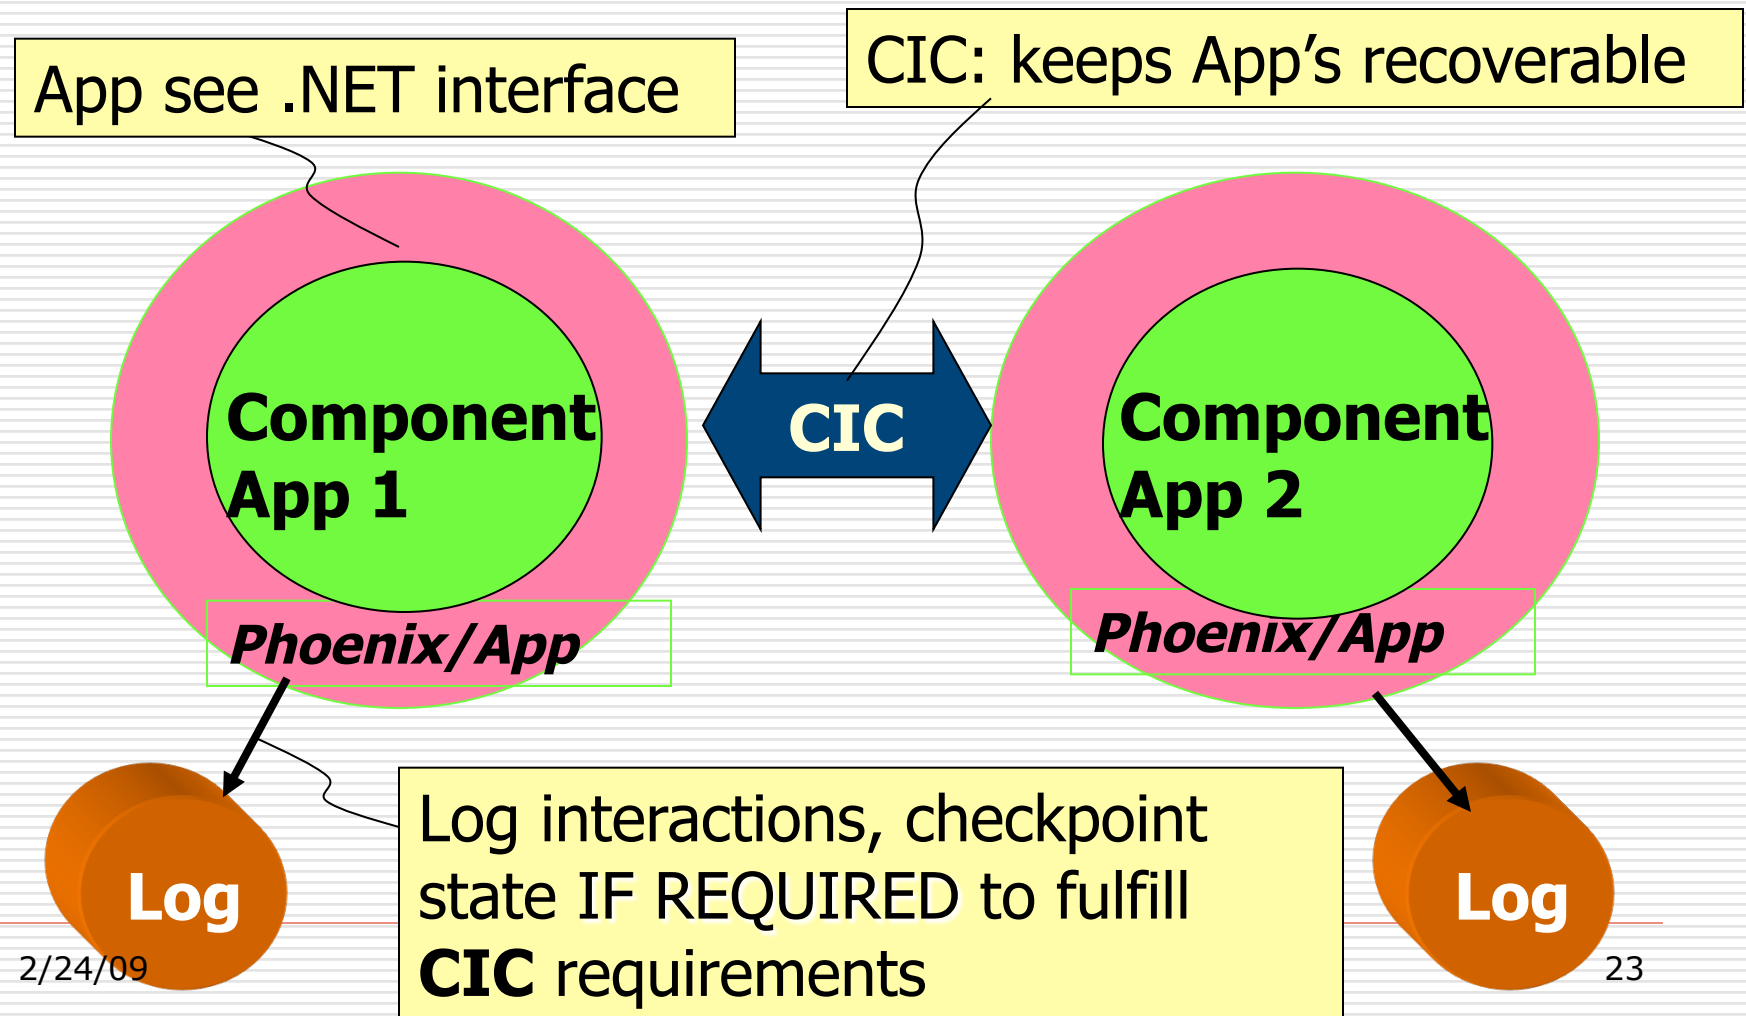 App see .NET interface
CIC: keeps App’s recoverable
Component
App 1
CIC
Component
App 2
Phoenix/App
Phoenix/App
Log interactions, checkpoint
state IF REQUIRED to fulfill
CIC requirements
Log
Log
2/24/09
23